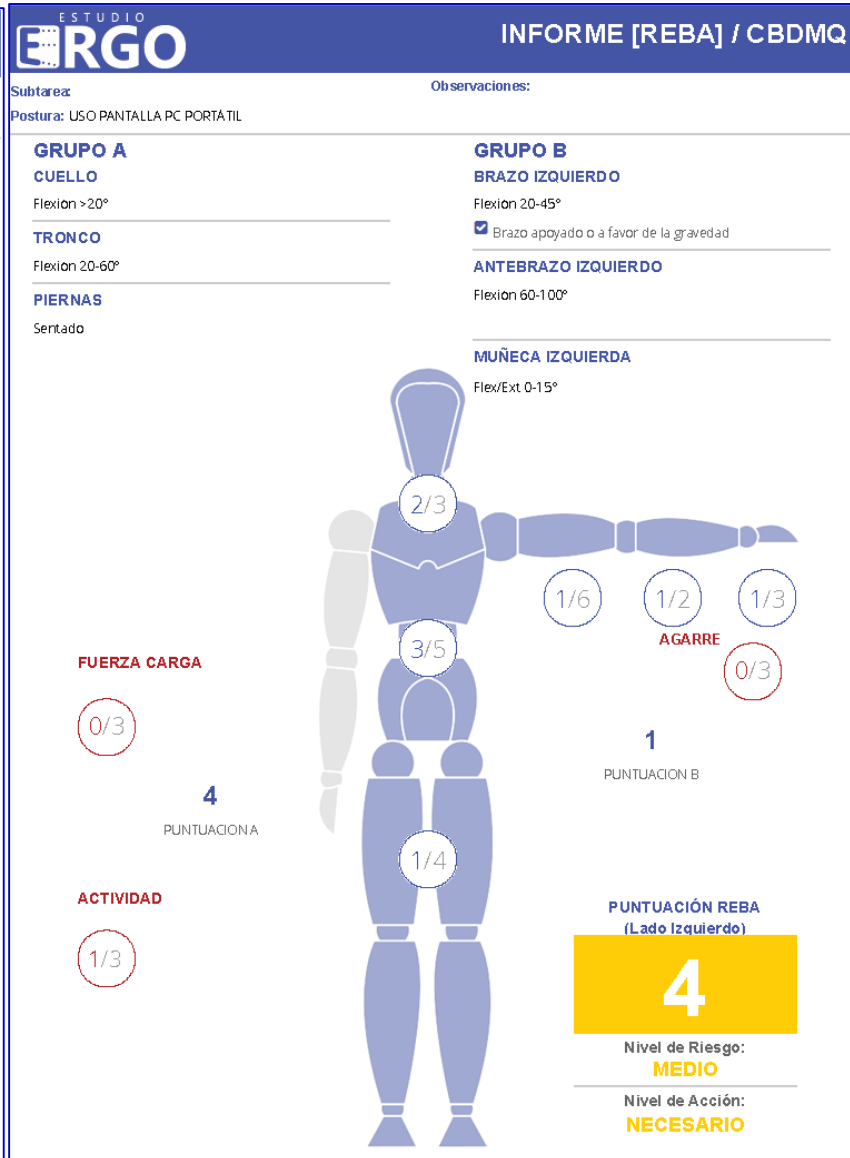 ESTUDIO
ERGO
INFORME [REBA] / CBDMQ
Subtarea:
Observaciones:
Postura: USO PANTALLA PC PORTÁTIL
GRUPO A
CUELLO
Flexión >20°
TRONCO
Flexión 20-60°
PIERNAS
Sentado
GRUPO B
BRAZO IZQUIERDO
Flexión 20-45°
Brazo apoyado o a favor de la gravedad
ANTEBRAZO IZQUIERDO
Flexión 60-100°
MUÑECA IZQUIERDA
Flex/Ext 0-15°
2/3
1/6
1/2
1/3
AGARRE
0/3
3/5
FUERZA CARGA
0/3
4
PUNTUACION A
1
PUNTUACION B
1/4
ACTIVIDAD
1/3
PUNTUACIÓN REBA
(Lado Izquierdo)
4
Nivel de Riesgo:
MEDIO
Nivel de Acción:
NECESARIO